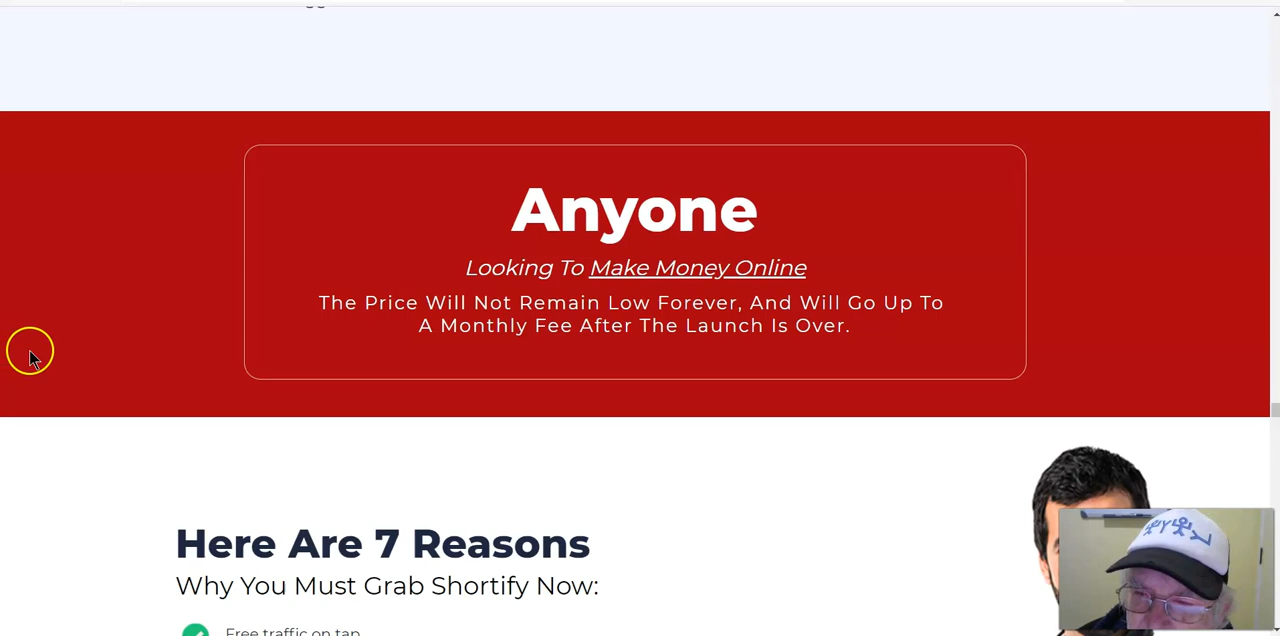 Anyone
Looking To Make Money Online
The Price Will Not Remain Low Forever, And Will Go Up To
A Monthly Fee After The Launch Is Over.
Here Are 7 Reasons
Why You Must Grab Shortify Now:
Free traffic on tap